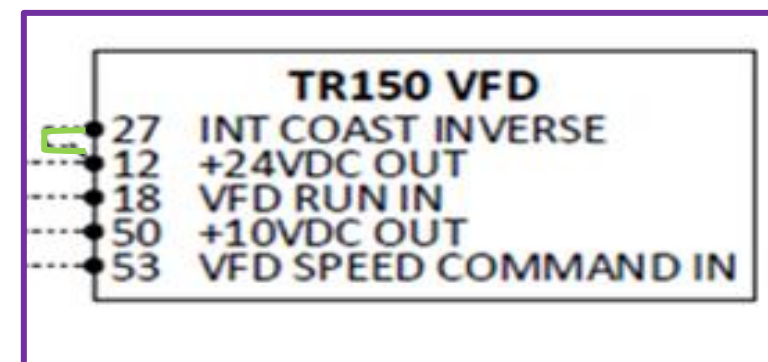 TR150 VFD
27 INT COAST INVERSE
12 +24VDC OUT
18 VFD RUN IN
50 +10VDC OUT
53 VFD SPEED COMMAND IN